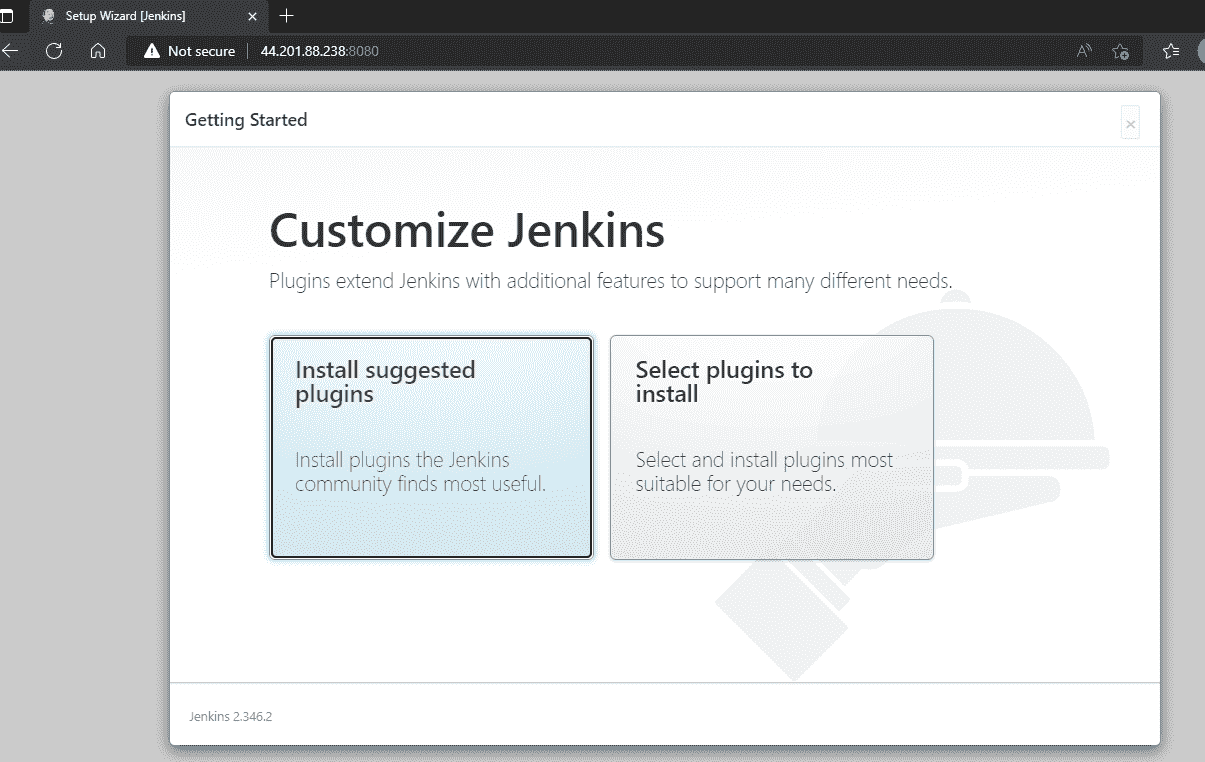 Setup Wizard [Jenkins]
Not secure
44.201.88.238:8080
Getting Started
Customize Jenkins
Plugins extend Jenkins with additional features to support many different needs.
Install suggested
plugins
Install plugins the Jenkins
community finds most useful.
Select plugins to
install
Select and install plugins most
suitable for your needs.
Jenkins 2.346.2